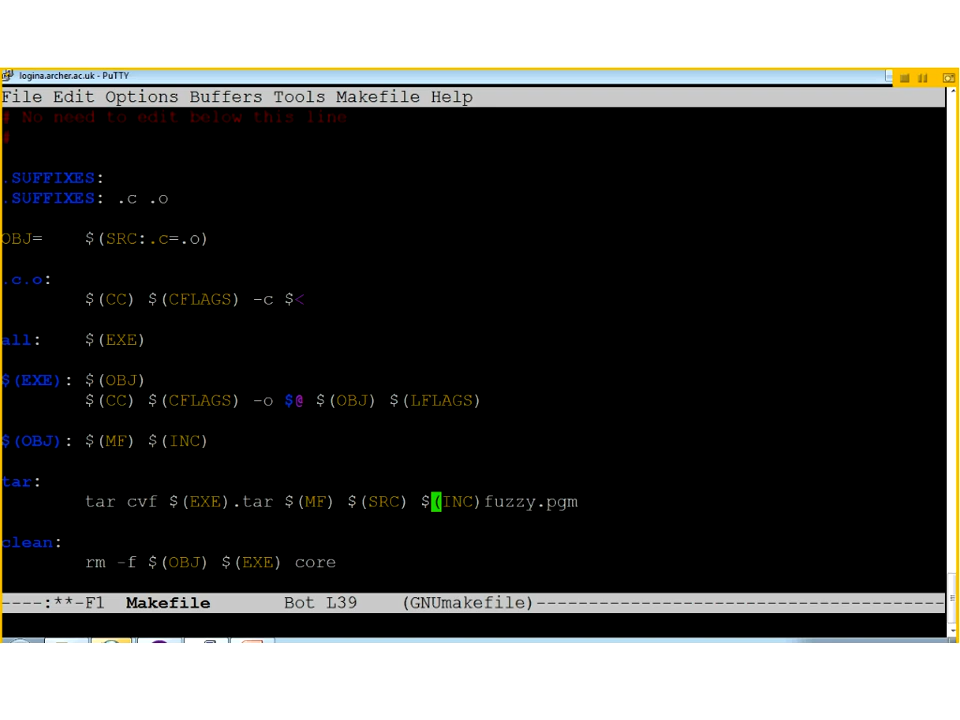 logina.archer.ac.uk - PuTTY
File Edit Options Buffers Tools Makefile Help
# No need to edit below this line
#
.SUFFIXES:
.SUFFIXES: .c .o
OBJ= $(SRC:.c=.o)
.c.o:
$(CC) $(CFLAGS) -c $<
all: $(EXE)
$(EXE): $(OBJ)
$(CC) $(CFLAGS) -o $@ $(OBJ) $(LFLAGS)
$(OBJ): $(MF) $(INC)
tar:
tar cvf $(EXE).tar $(MF) $(SRC) $(INC)fuzzy.pgm
clean:
rm -f $(OBJ) $(EXE) core
----:**-F1 Makefile Bot L39 (GNUmakefile)---------------------------------------